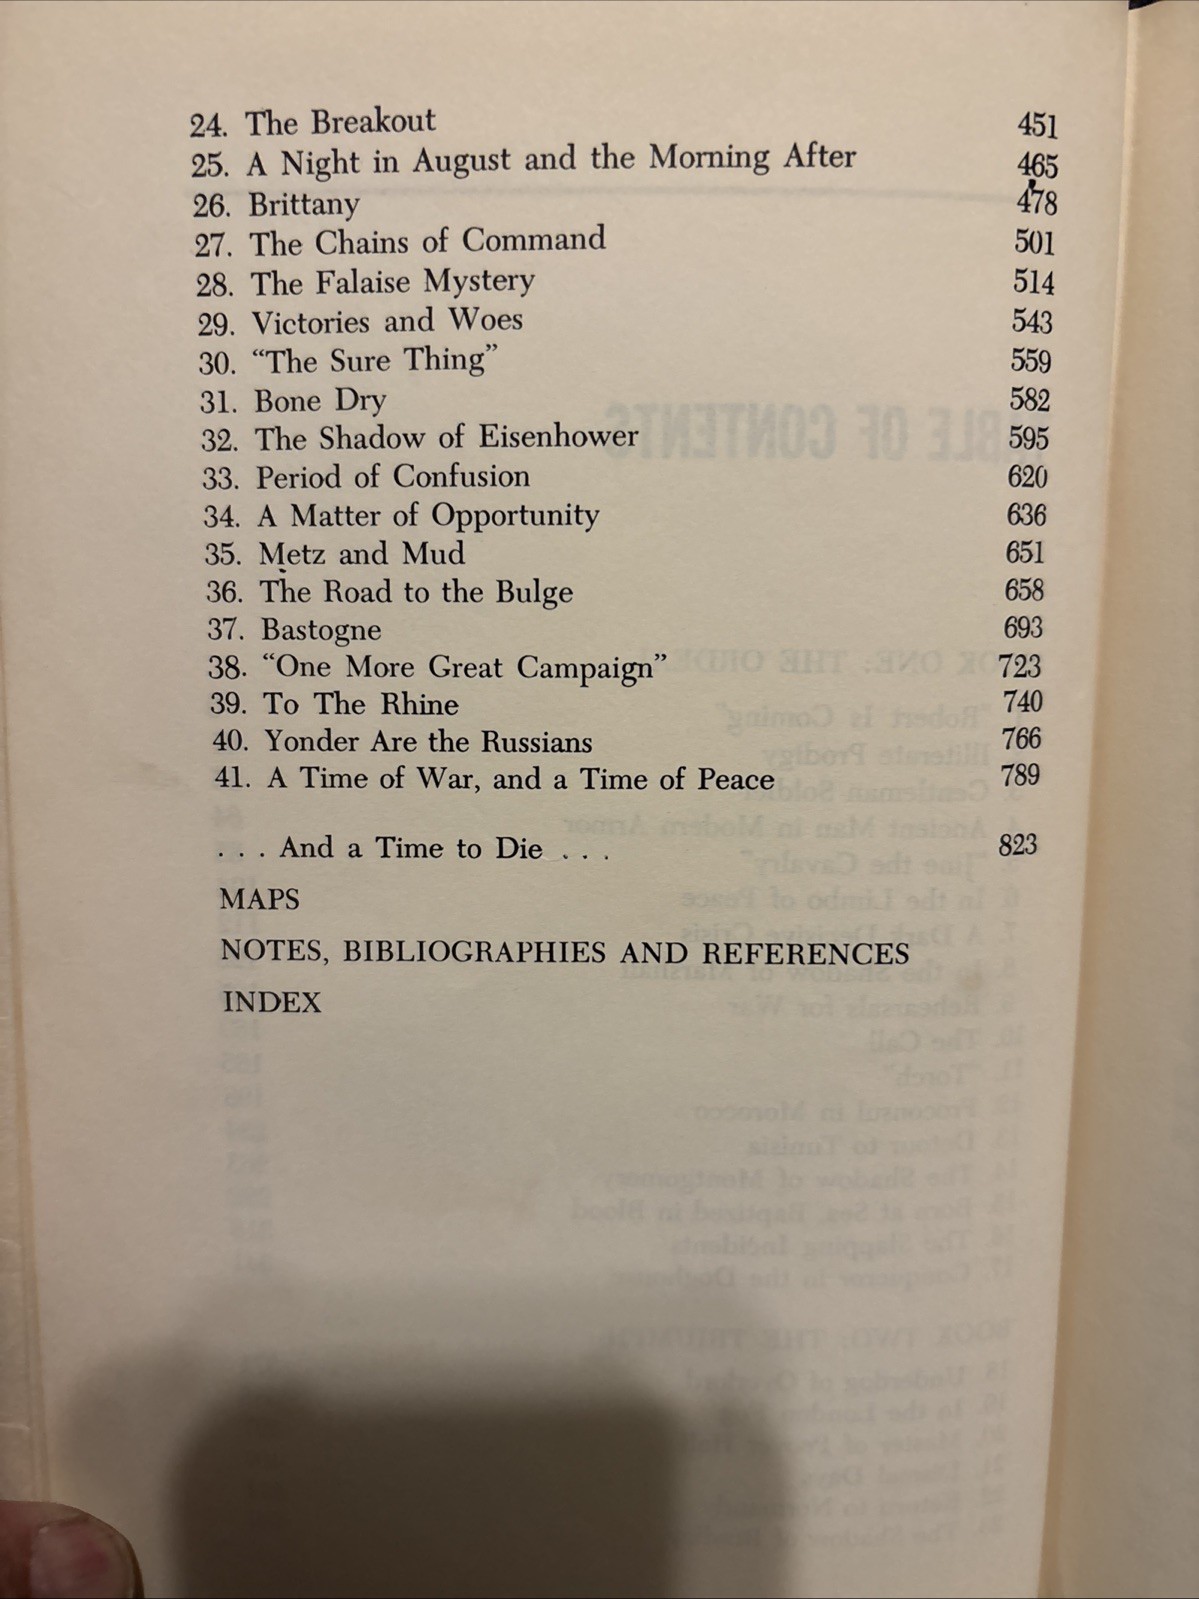 24. The Breakout 451
25. A Night in August and the Morning After 465
26. Brittany 478
27. The Chains of Command 501
28. The Falaise Mystery 514
29. Victories and Woes 543
30. “The Sure Thing” 559
31. Bone Dry 582
32. The Shadow of Eisenhower 595
33. Period of Confusion 620
34. A Matter of Opportunity 636
35. Metz and Mud 651
36. The Road to the Bulge 658
37. Bastogne 693
38. “One More Great Campaign” 723
39. To The Rhine 740
40. Yonder Are the Russians 766
41. A Time of War, and a Time of Peace 789
. . . And a Time to Die . . . 823
MAPS
NOTES, BIBLIOGRAPHIES AND REFERENCES
INDEX